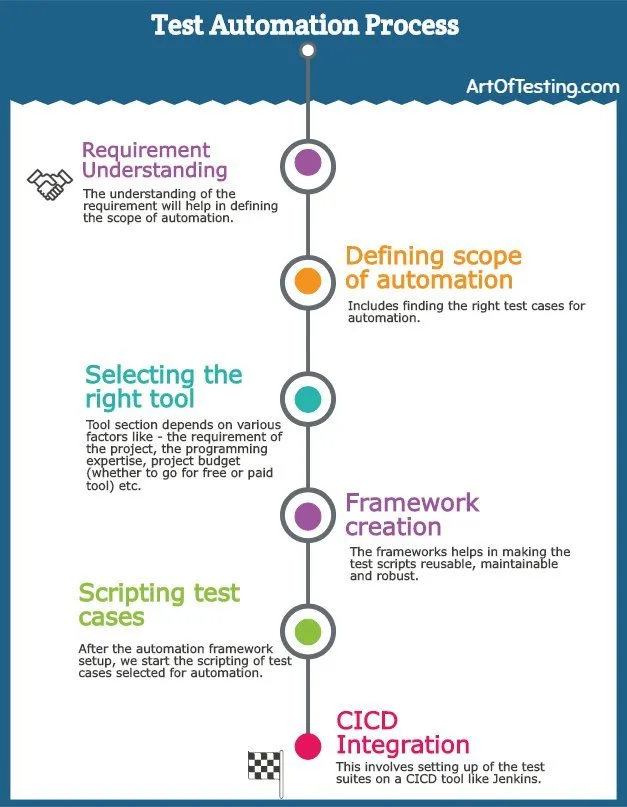 Test Automation Process
ArtOfTesting.com
Requirement
Understanding
The understanding of the
requirement will help in defining
the scope of automation.
Defining scope
of automation
Includes finding the right test cases for
automation.
Selecting the
right tool
Tool section depends on various
factors like - the requirement of
the project, the programming
expertise, project budget
(whether to go for free or paid
tool) etc.
Framework
creation
The frameworks helps in making the
test scripts reusable, maintainable
and robust.
Scripting test
cases
After the automation framework
setup, we start the scripting of test
cases selected for automation.
CICD
Integration
This involves setting up of the test
suites on a CICD tool like Jenkins.